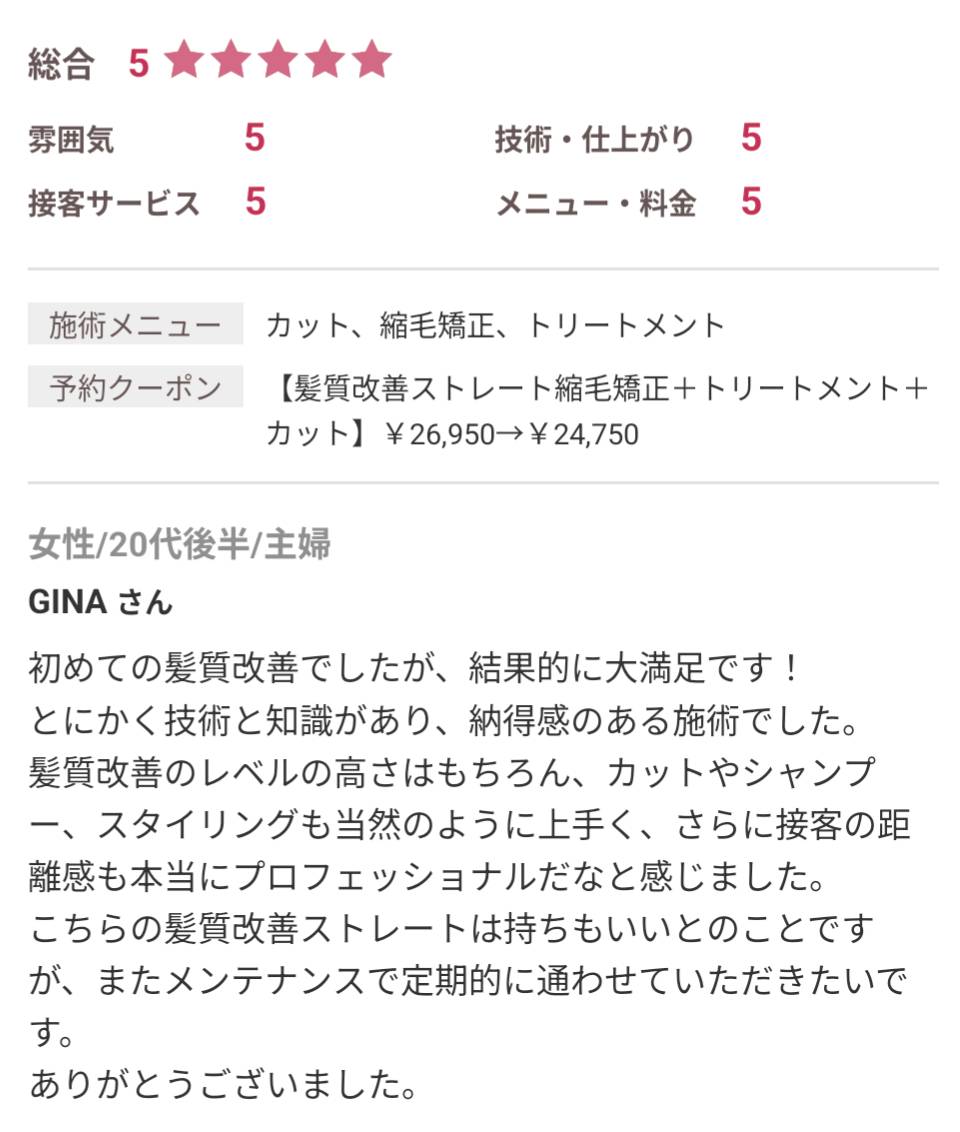 総合 5 ★★★★★
雰囲気 5 技術・仕上がり 5
接客サービス 5 メニュー・料金 5
施術メニュー カット、縮毛矯正、トリートメント
予約クーポン 【髪質改善ストレート縮毛矯正＋トリートメント＋
カット】￥26,950→￥24,750
女性/20代後半/主婦
GINA さん
初めての髪質改善でしたが、結果的に大満足です！
とにかく技術と知識があり、納得感のある施術でした。
髪質改善のレベルの高さはもちろん、カットやシャンプ
ー、スタイリングも当然のように上手く、さらに接客の距
離感も本当にプロフェッショナルだなと感じました。
こちらの髪質改善ストレートは持ちもいいとのことです
が、またメンテナンスで定期的に通わせていただきたいで
す。
ありがとうございました。